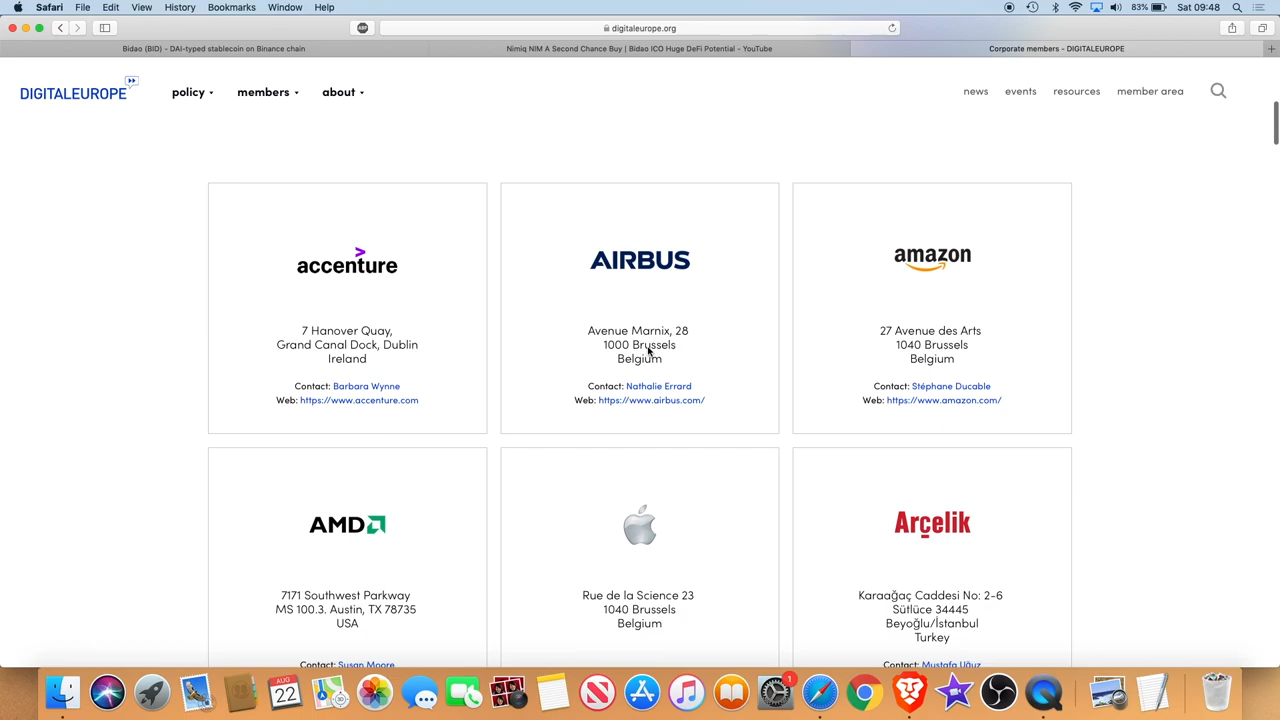 Safari File Edit View History Bookmarks Window Help 83% Sat 09:48
digitaleurope.org
Bidao (BID) - DAI-typed stablecoin on Binance chain
Nimiq NIM A Second Chance Buy | Bidao ICO Huge DeFi Potential - YouTube
Corporate members - DIGITALEUROPE
DIGITALEUROPE policy members about news events resources member area
accenture
7 Hanover Quay,
Grand Canal Dock, Dublin
Ireland
Contact: Barbara Wynne
Web: https://www.accenture.com
AIRBUS
Avenue Marnix, 28
1000 Brussels
Belgium
Contact: Nathalie Errard
Web: https://www.airbus.com/
amazon
27 Avenue des Arts
1040 Brussels
Belgium
Contact: Stéphane Ducable
Web: https://www.amazon.com/
AMD
7171 Southwest Parkway
MS 100.3. Austin, TX 78735
USA
Contact: Susan Moore
Rue de la Science 23
1040 Brussels
Belgium
Arçelik
Karaağaç Caddesi No: 2-6
Sütlüce 34445
Beyoğlu/İstanbul
Turkey
Contact: Mustafa Uğuz
AUG
22
1